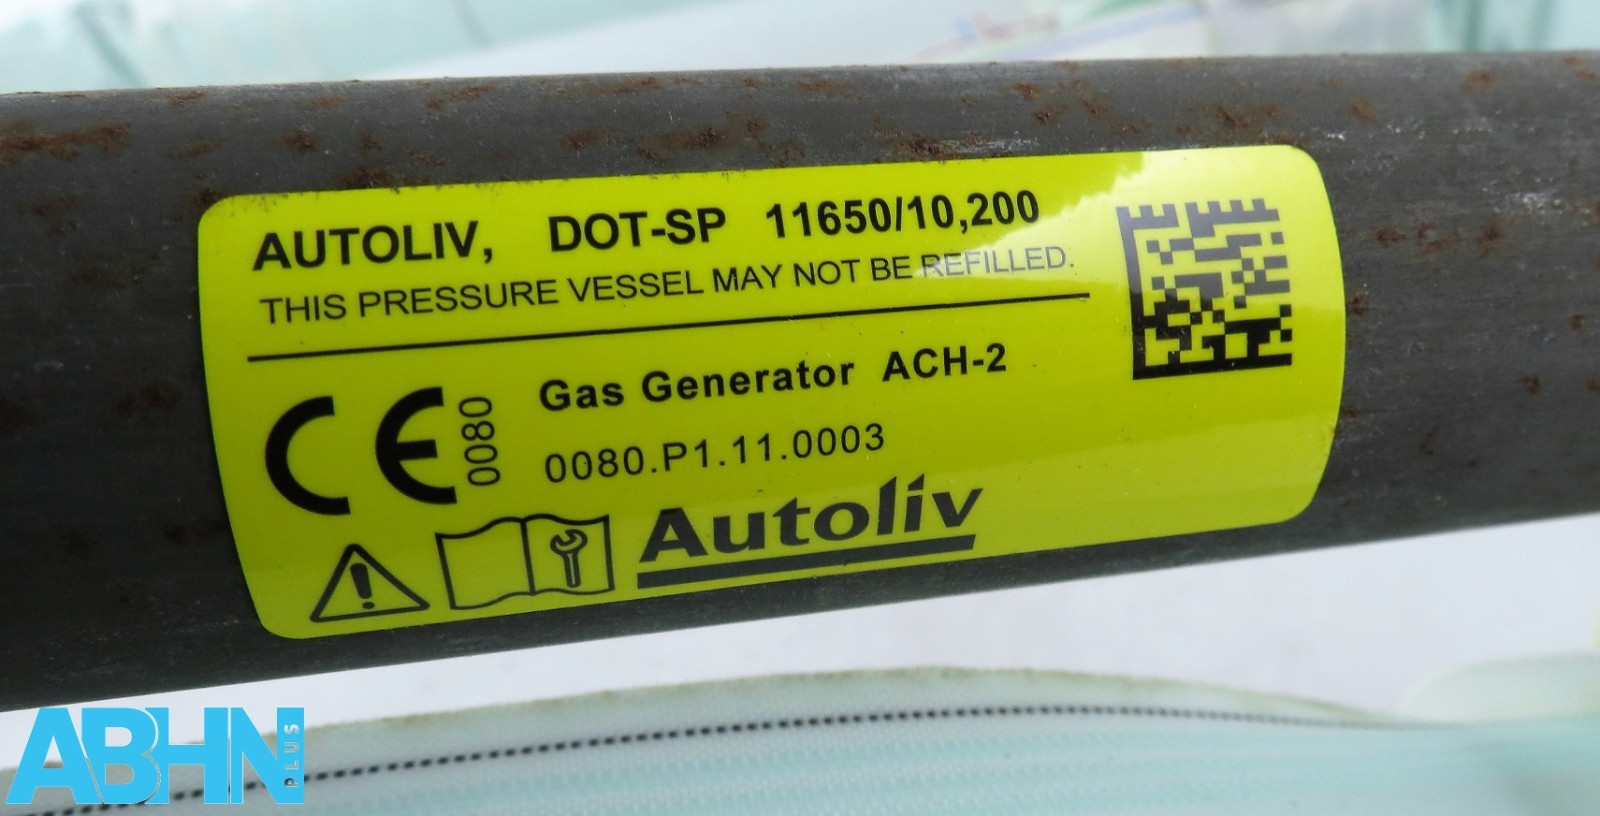 AUTOLIV, DOT-SP 11650/10,200
THIS PRESSURE VESSEL MAY NOT BE REFILLED.
CE 0080
Gas Generator ACH-2
0080.P1.11.0003
Autoliv
ABHN PLUS